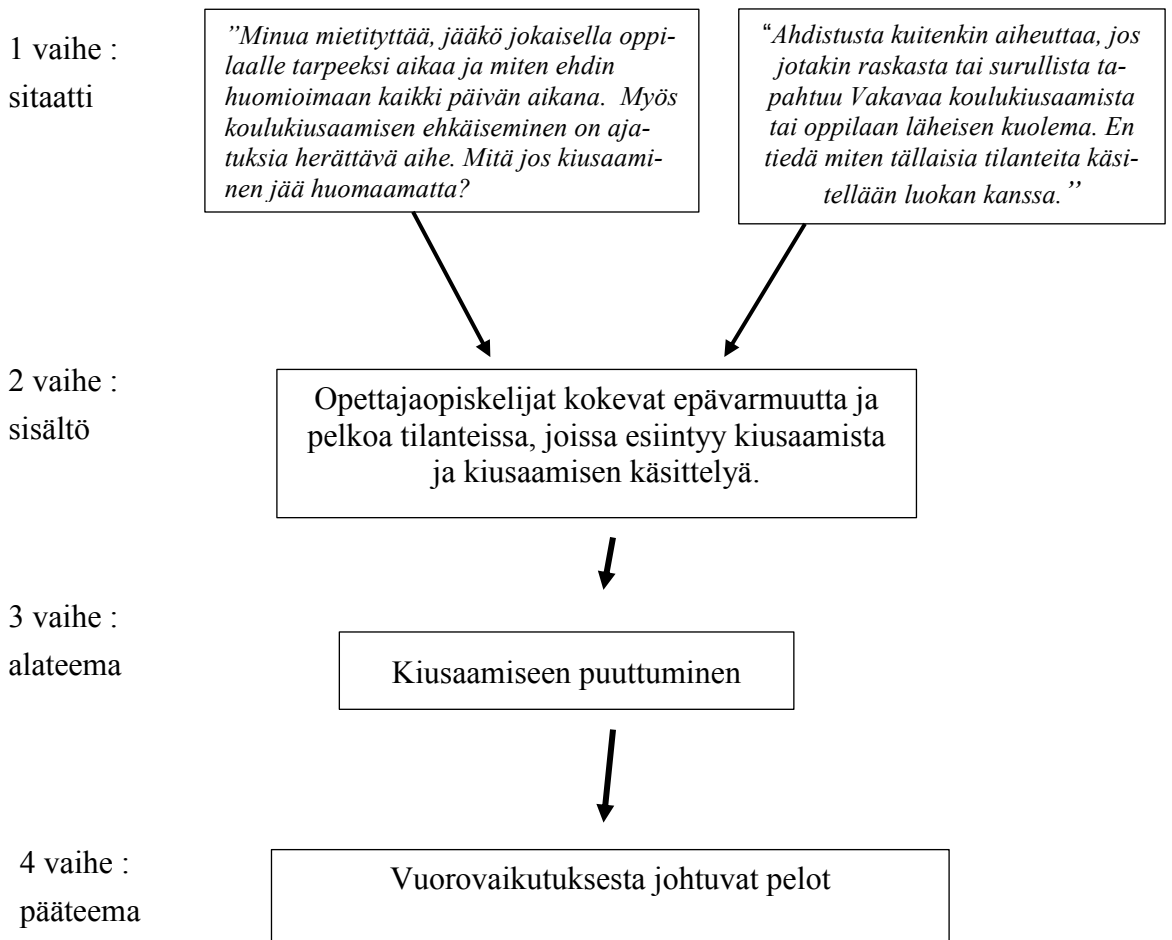 1 vaihe :
sitaatti
”Minua mietityttää, jääkö jokaisella oppi-
laalle tarpeeksi aikaa ja miten ehdin
huomioimaan kaikki päivän aikana. Myös
koulukiusaamisen ehkäiseminen on aja-
tuksia herättävä aihe. Mitä jos kiusaami-
nen jää huomaamatta?
“Ahdistusta kuitenkin aiheuttaa, jos
jotakin raskasta tai surullista ta-
pahtuu Vakavaa koulukiusaamista
tai oppilaan läheisen kuolema. En
tiedä miten tällaisia tilanteita käsi-
tellään luokan kanssa.”
2 vaihe :
sisältö
Opettajaopiskelijat kokevat epävarmuutta ja
pelkoa tilanteissa, joissa esiintyy kiusaamista
ja kiusaamisen käsittelyä.
3 vaihe :
alateema
Kiusaamiseen puuttuminen
4 vaihe :
pääteema
Vuorovaikutuksesta johtuvat pelot